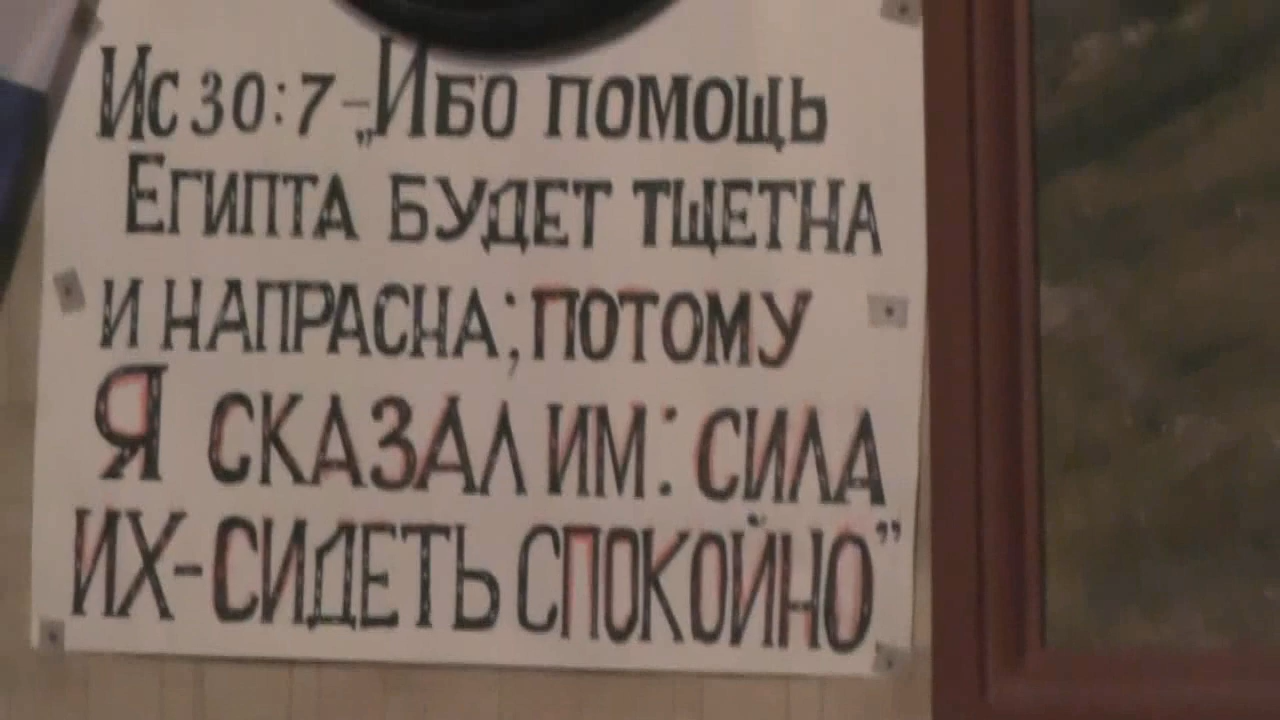 Ис 30:7-„Ибо помощь
Египта будет тщетна
и напрасна; потому
Я сказал им: сила
их-сидеть спокойно”